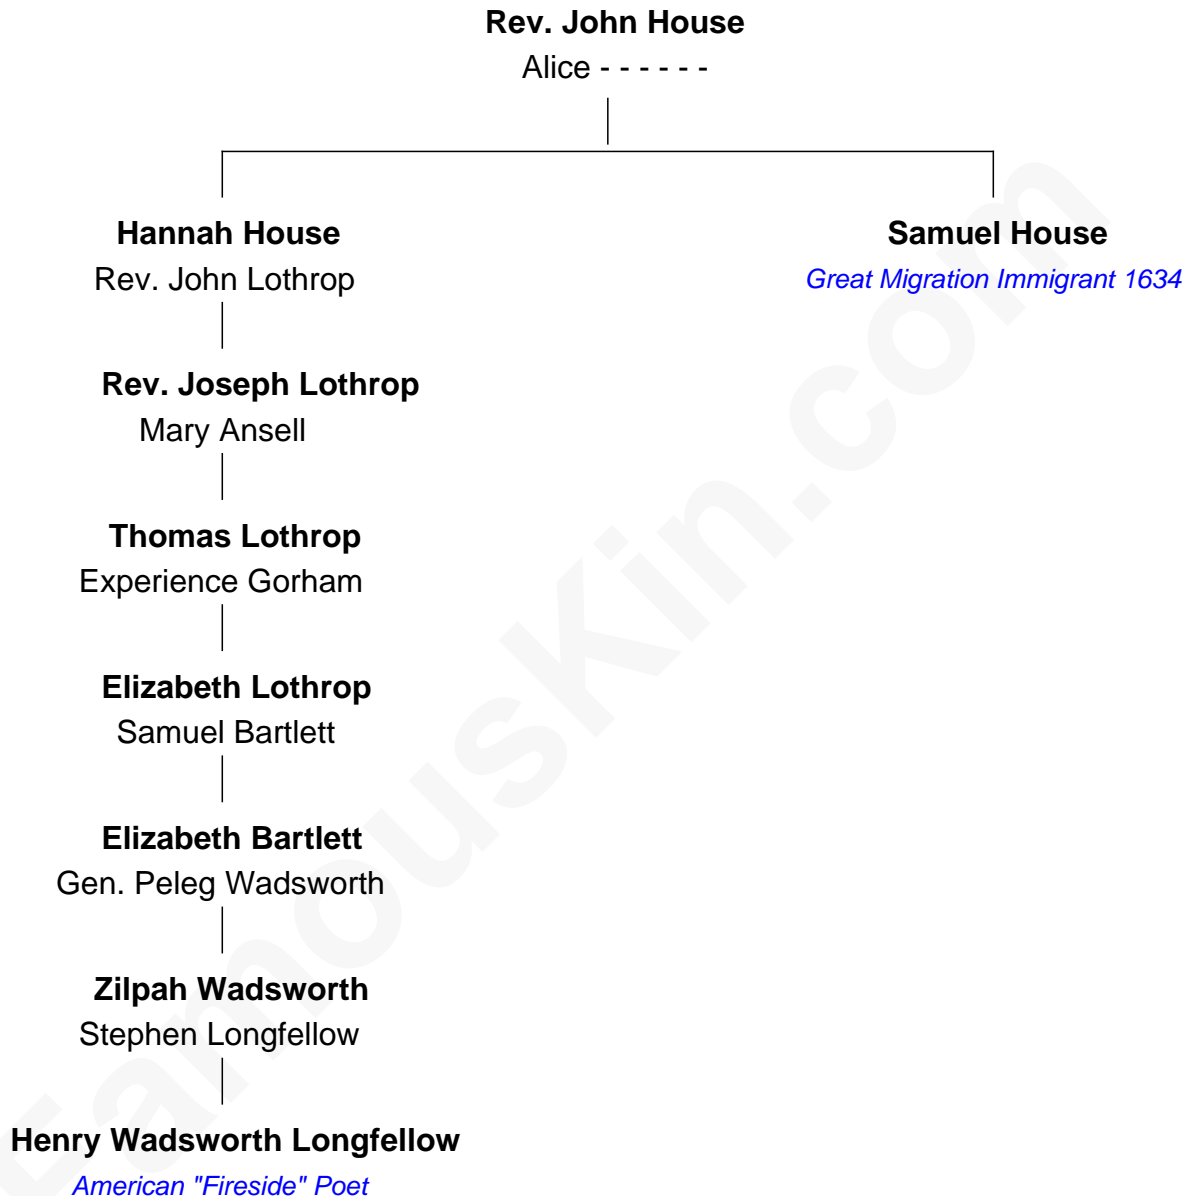 Rev. John House
Alice - - - - - -
Hannah House
Rev. John Lothrop
Samuel House
Great Migration Immigrant 1634
Rev. Joseph Lothrop
Mary Ansell
Thomas Lothrop
Experience Gorham
Elizabeth Lothrop
Samuel Bartlett
Elizabeth Bartlett
Gen. Peleg Wadsworth
Zilpah Wadsworth
Stephen Longfellow
Henry Wadsworth Longfellow
American "Fireside" Poet
FamousKin.com